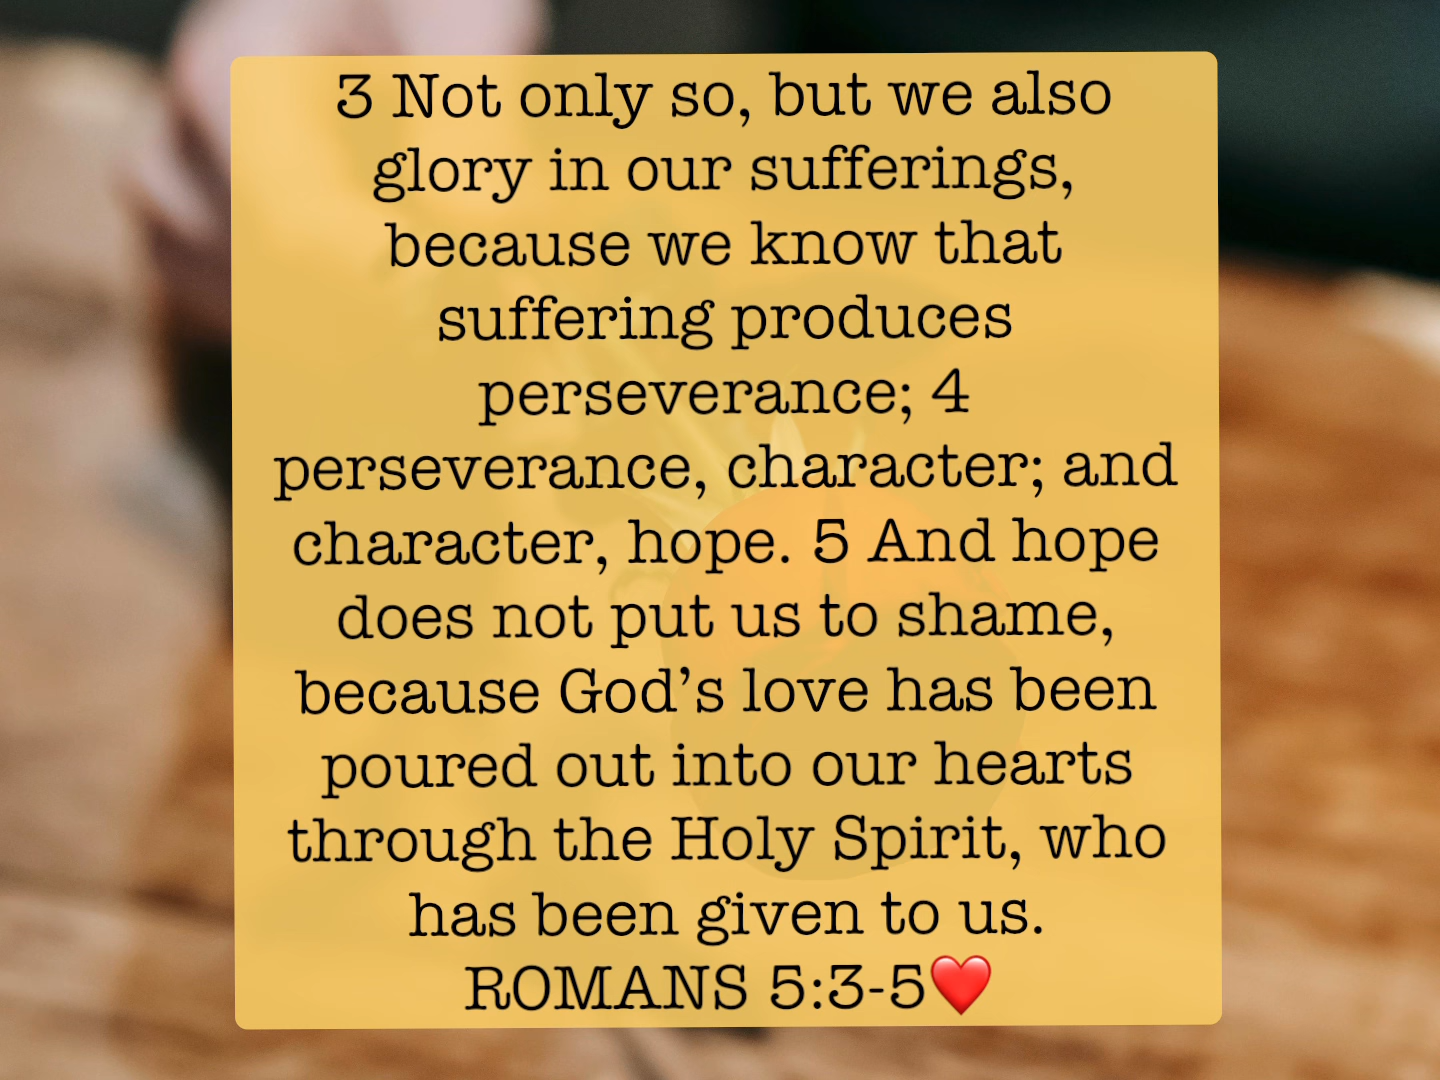 3 Not only so, but we also
glory in our sufferings,
because we know that
suffering produces
perseverance; 4
perseverance, character; and
character, hope. 5 And hope
does not put us to shame,
because God’s love has been
poured out into our hearts
through the Holy Spirit, who
has been given to us.
ROMANS 5:3-5❤️